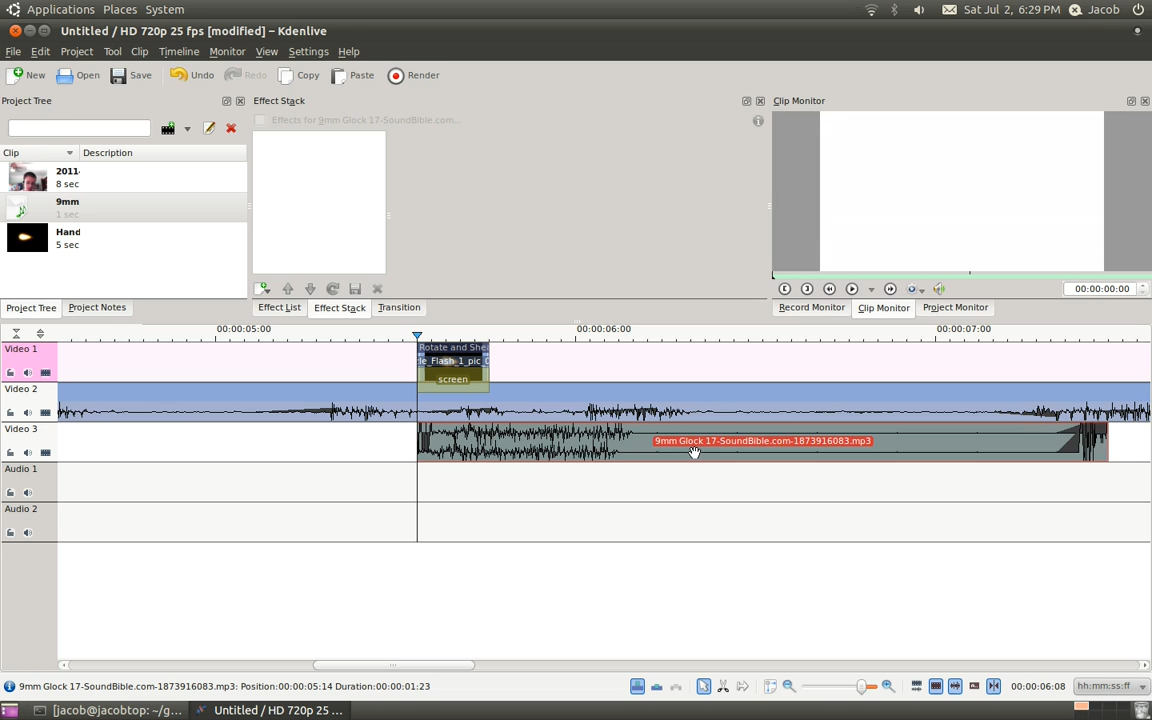 Applications Places System
Sat Jul 2, 6:29 PM Jacob
Untitled / HD 720p 25 fps [modified] – Kdenlive
File Edit Project Tool Clip Timeline Monitor View Settings Help
New Open Save Undo Redo Copy Paste Render
Project Tree
Effect Stack
Clip Monitor
Effects for 9mm Glock 17-SoundBible.com...
Clip Description
2011-
8 sec
9mm
1 sec
Hand
5 sec
Project Tree Project Notes
Effect List Effect Stack Transition
00:00:00:00
Record Monitor Clip Monitor Project Monitor
00:00:05:00 00:00:06:00 00:00:07:00
Video 1
Rotate and Shea
le_Flash-1_pic_0
screen
Video 2
Video 3
9mm Glock 17-SoundBible.com-1873916083.mp3
Audio 1
Audio 2
9mm Glock 17-SoundBible.com-1873916083.mp3: Position:00:00:05:14 Duration:00:00:01:23
00:00:06:08 hh:mm:ss:ff
[jacob@jacobtop: ~/g...
Untitled / HD 720p 25 ...